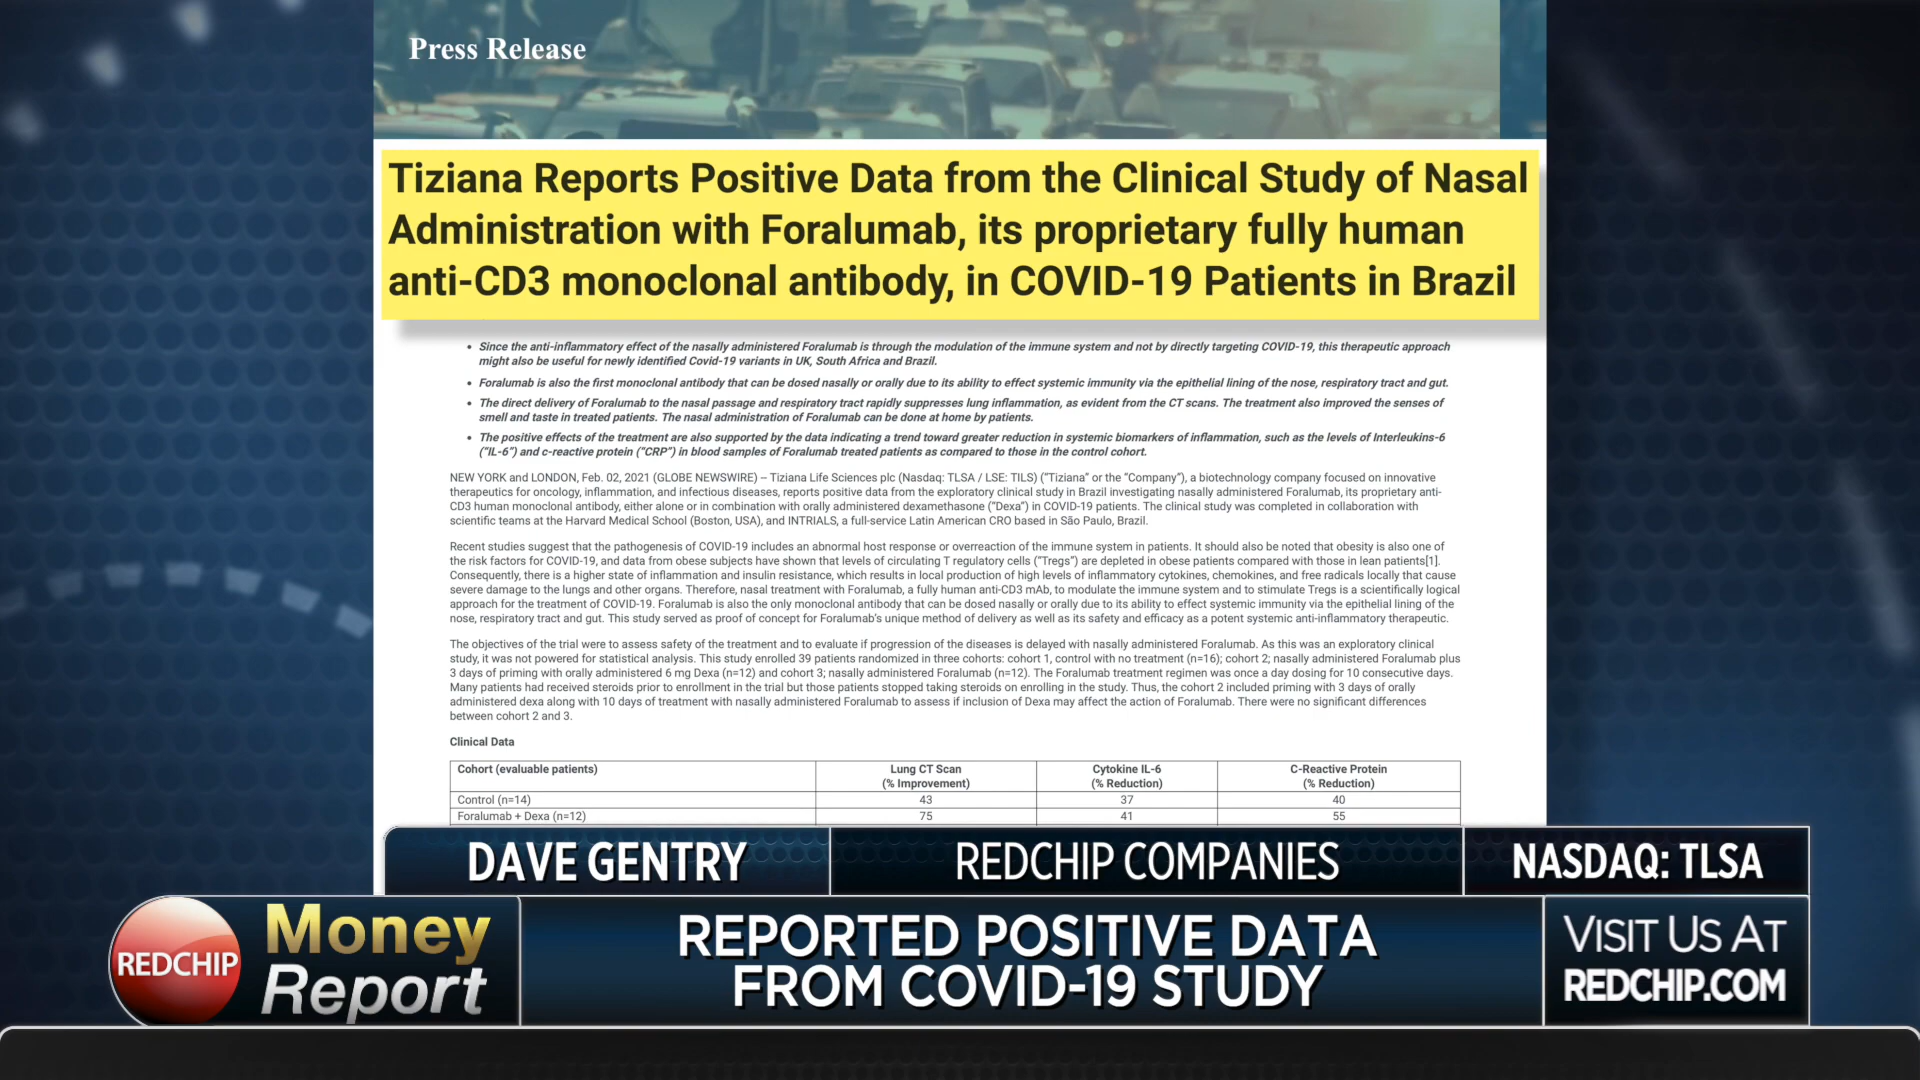 Press Release
Tiziana Reports Positive Data from the Clinical Study of Nasal
Administration with Foralumab, its proprietary fully human
anti-CD3 monoclonal antibody, in COVID-19 Patients in Brazil
• Since the anti-inflammatory effect of the nasally administered Foralumab is through the modulation of the immune system and not by directly targeting COVID-19, this therapeutic approach
might also be useful for newly identified Covid-19 variants in UK, South Africa and Brazil.
• Foralumab is also the first monoclonal antibody that can be dosed nasally or orally due to its ability to effect systemic immunity via the epithelial lining of the nose, respiratory tract and gut.
• The direct delivery of Foralumab to the nasal passage and respiratory tract rapidly suppresses lung inflammation, as evident from the CT scans. The treatment also improved the senses of
smell and taste in treated patients. The nasal administration of Foralumab can be done at home by patients.
• The positive effects of the treatment are also supported by the data indicating a trend toward greater reduction in systemic biomarkers of inflammation, such as the levels of Interleukins-6
("IL-6") and c-reactive protein ("CRP") in blood samples of Foralumab treated patients as compared to those in the control cohort.
NEW YORK and LONDON, Feb. 02, 2021 (GLOBE NEWSWIRE) -- Tiziana Life Sciences plc (Nasdaq: TLSA / LSE: TILS) ("Tiziana" or the "Company"), a biotechnology company focused on innovative
therapeutics for oncology, inflammation, and infectious diseases, reports positive data from the exploratory clinical study in Brazil investigating nasally administered Foralumab, its proprietary anti-
CD3 human monoclonal antibody, either alone or in combination with orally administered dexamethasone ("Dexa") in COVID-19 patients. The clinical study was completed in collaboration with
scientific teams at the Harvard Medical School (Boston, USA), and INTRIALS, a full-service Latin American CRO based in São Paulo, Brazil.
Recent studies suggest that the pathogenesis of COVID-19 includes an abnormal host response or overreaction of the immune system in patients. It should also be noted that obesity is also one of
the risk factors for COVID-19, and data from obese subjects have shown that levels of circulating T regulatory cells ("Tregs") are depleted in obese patients compared with those in lean patients[1].
Consequently, there is a higher state of inflammation and insulin resistance, which results in local production of high levels of inflammatory cytokines, chemokines, and free radicals locally that cause
severe damage to the lungs and other organs. Therefore, nasal treatment with Foralumab, a fully human anti-CD3 mAb, to modulate the immune system and to stimulate Tregs is a scientifically logical
approach for the treatment of COVID-19. Foralumab is also the only monoclonal antibody that can be dosed nasally or orally due to its ability to effect systemic immunity via the epithelial lining of the
nose, respiratory tract and gut. This study served as proof of concept for Foralumab's unique method of delivery as well as its safety and efficacy as a potent systemic anti-inflammatory therapeutic.
The objectives of the trial were to assess safety of the treatment and to evaluate if progression of the diseases is delayed with nasally administered Foralumab. As this was an exploratory clinical
study, it was not powered for statistical analysis. This study enrolled 39 patients randomized in three cohorts: cohort 1, control with no treatment (n=16); cohort 2; nasally administered Foralumab plus
3 days of priming with orally administered 6 mg Dexa (n=12) and cohort 3; nasally administered Foralumab (n=12). The Foralumab treatment regimen was once a day dosing for 10 consecutive days.
Many patients had received steroids prior to enrollment in the trial but those patients stopped taking steroids on enrolling in the study. Thus, the cohort 2 included priming with 3 days of orally
administered dexa along with 10 days of treatment with nasally administered Foralumab to assess if inclusion of Dexa may affect the action of Foralumab. There were no significant differences
between cohort 2 and 3.
Clinical Data
Cohort (evaluable patients) Lung CT Scan Cytokine IL-6 C-Reactive Protein
(% Improvement) (% Reduction) (% Reduction)
Control (n=14) 43 37 40
Foralumab + Dexa (n=12) 75 41 55
DAVE GENTRY REDCHIP COMPANIES NASDAQ: TLSA
REDCHIP Money Report
REPORTED POSITIVE DATA
FROM COVID-19 STUDY
VISIT US AT
REDCHIP.COM